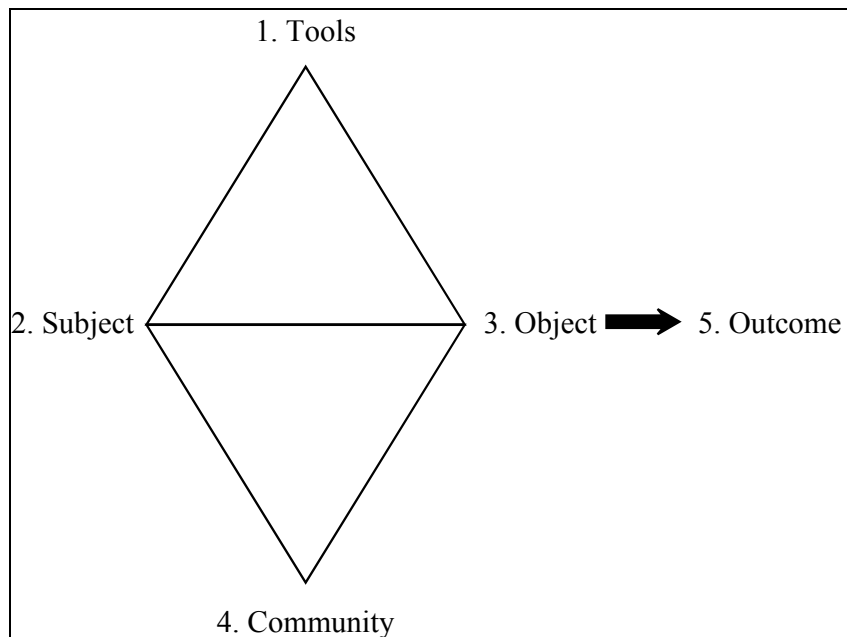 1. Tools
2. Subject
3. Object
5. Outcome
4. Community